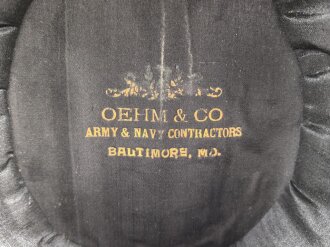 OEHM & CO
ARMY & NAVY CONTRACTORS
BALTIMORE, MD.